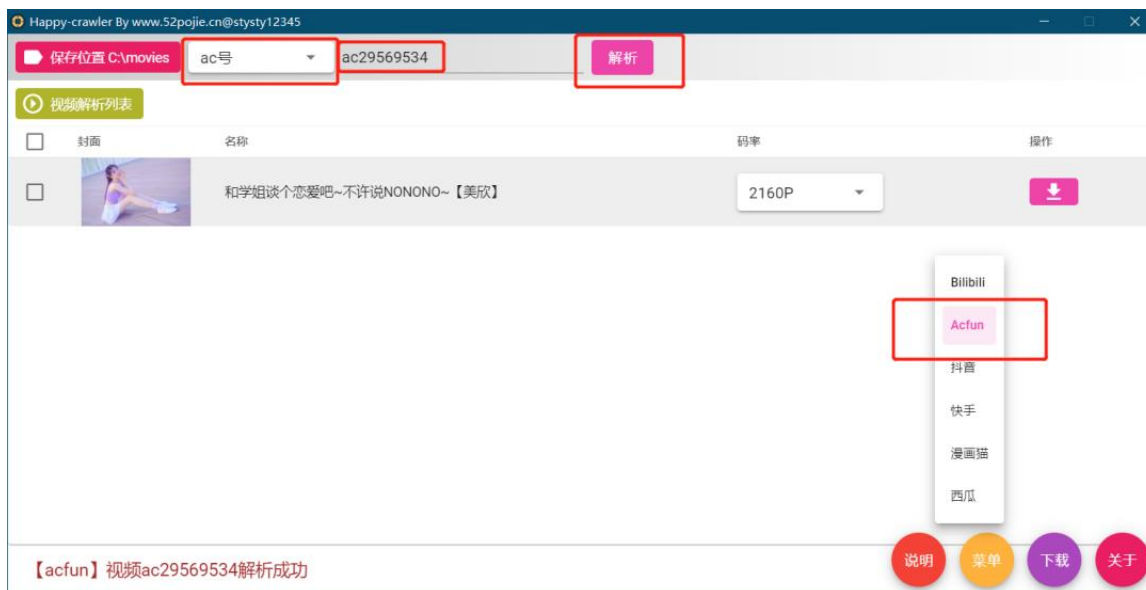 Happy-crawler By www.52pojie.cn@stysty12345
保存位置 C:\movies ac号 ac29569534 解析
视频解析列表
封面 名称 码率 操作
和学姐谈个恋爱吧~不许说NONONO~【美欣】 2160P
Bilibili
Acfun
抖音
快手
漫画猫
西瓜
【acfun】视频ac29569534解析成功 说明 菜单 下载 关于